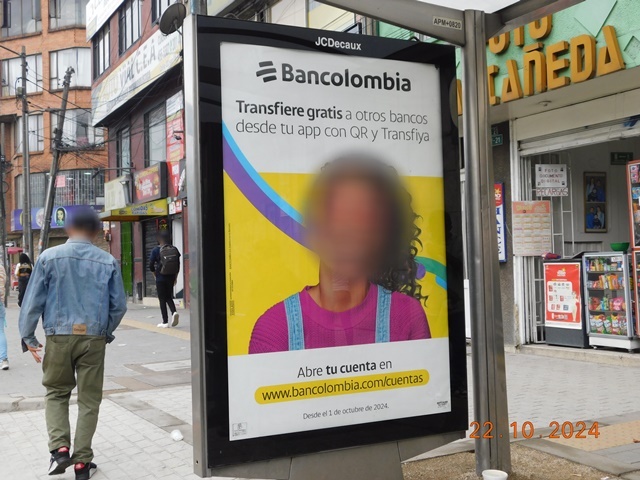 APM+0820
JCDecaux
Bancolombia
Transfiere gratis a otros bancos
desde tu app con QR y Transfiya
Abre tu cuenta en
www.bancolombia.com/cuentas
Desde el 1 de octubre de 2024.
22 10 2024